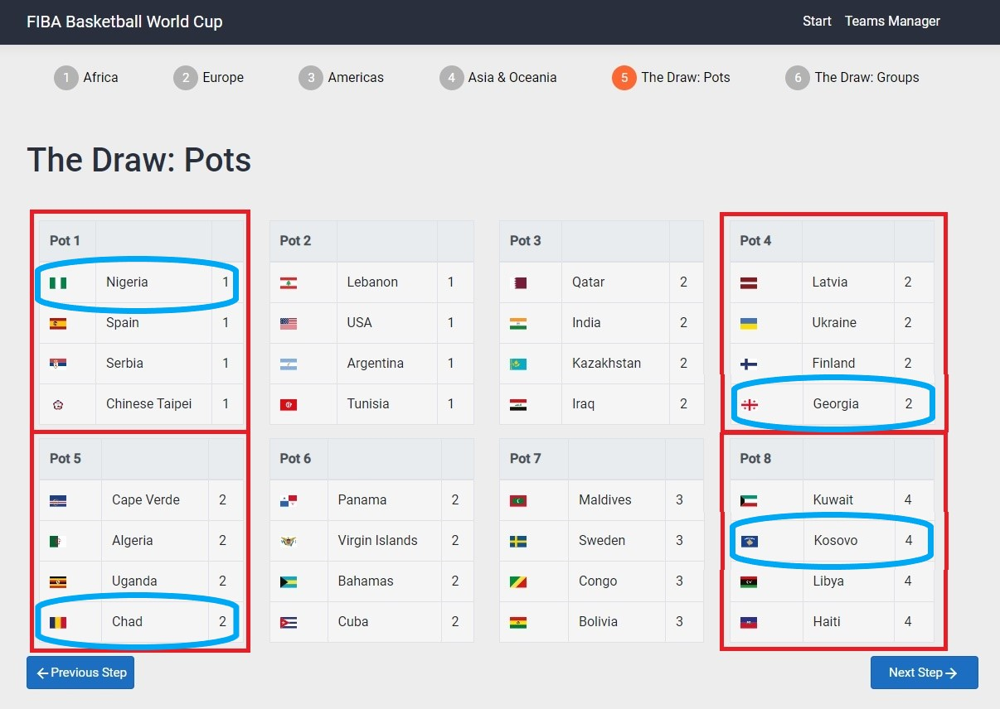 FIBA Basketball World Cup Start Teams Manager
1 Africa 2 Europe 3 Americas 4 Asia & Oceania 5 The Draw: Pots 6 The Draw: Groups
The Draw: Pots
Pot 1
Nigeria 1
Spain 1
Serbia 1
Chinese Taipei 1
Pot 2
Lebanon 1
USA 1
Argentina 1
Tunisia 1
Pot 3
Qatar 2
India 2
Kazakhstan 2
Iraq 2
Pot 4
Latvia 2
Ukraine 2
Finland 2
Georgia 2
Pot 5
Cape Verde 2
Algeria 2
Uganda 2
Chad 2
Pot 6
Panama 2
Virgin Islands 2
Bahamas 2
Cuba 2
Pot 7
Maldives 3
Sweden 3
Congo 3
Bolivia 3
Pot 8
Kuwait 4
Kosovo 4
Libya 4
Haiti 4
Previous Step
Next Step